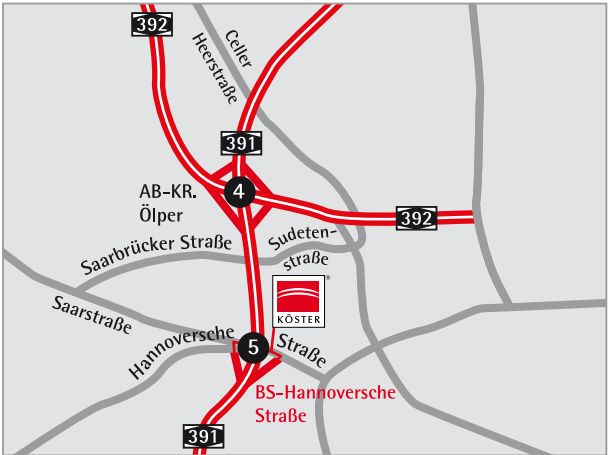 392
Celler
Heerstraße
391
4
AB-KR.
Ölper
392
Saarbrücker Straße
Sudeten-
straße
Saarstraße
KÖSTER
®
Hannoversche
5
Straße
BS-Hannoversche
Straße
391